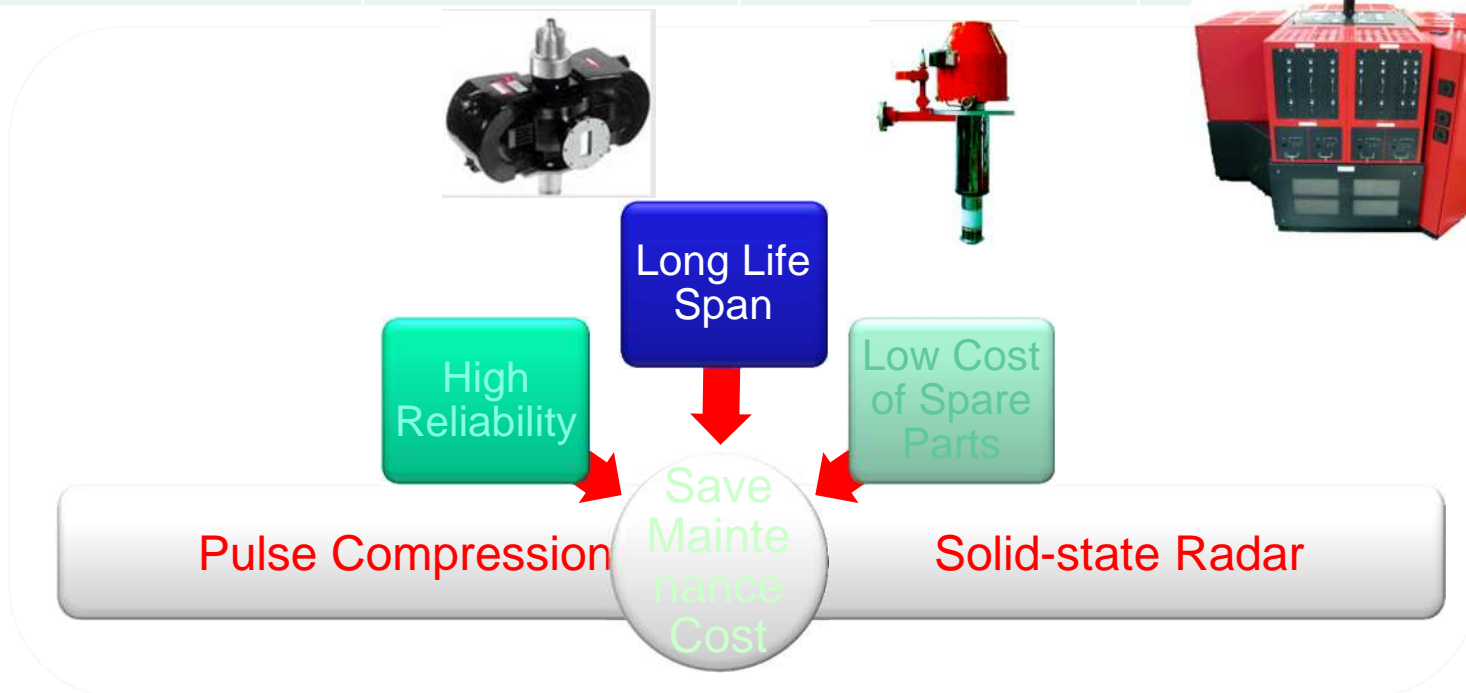 Long Life
Span
High
Reliability
Low Cost
of Spare
Parts
Save
Mainte
nance
Cost
Pulse Compression
Solid-state Radar